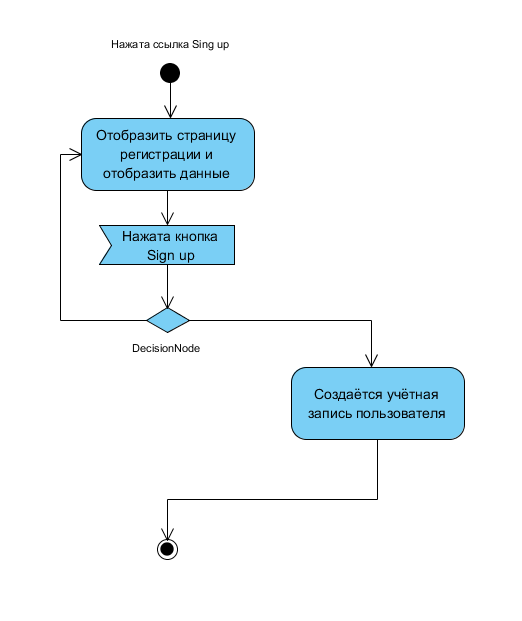 Нажата ссылка Sing up
Отобразить страницу
регистрации и
отобразить данные
Нажата кнопка
Sign up
DecisionNode
Создаётся учётная
запись пользователя